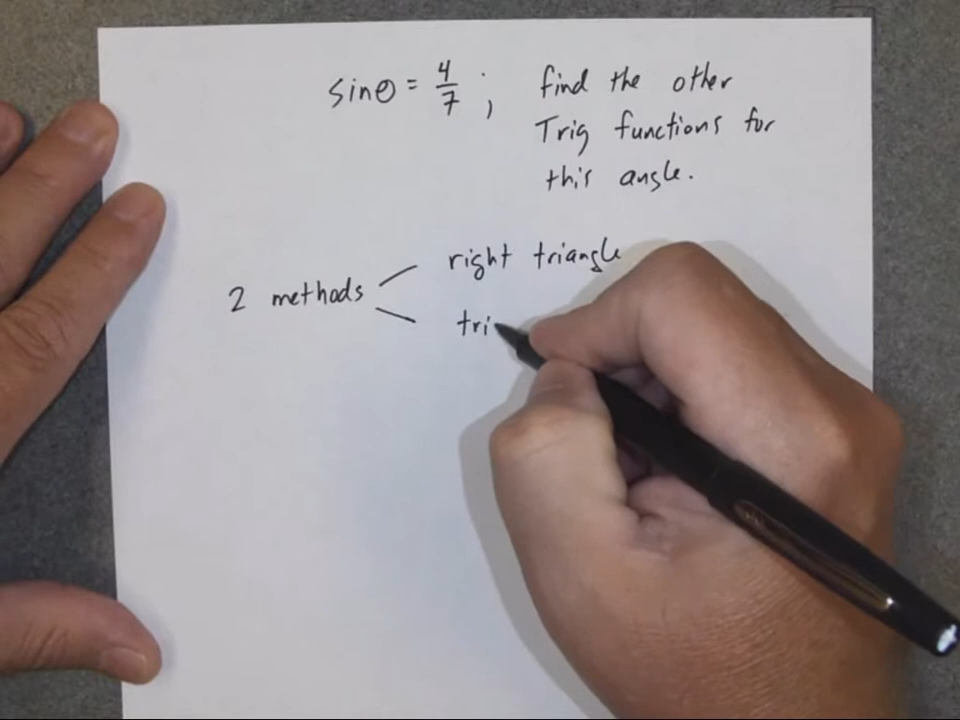 sinθ = 4/7 ; find the other
Trig functions for
this angle.
2 methods
right triangle
tri